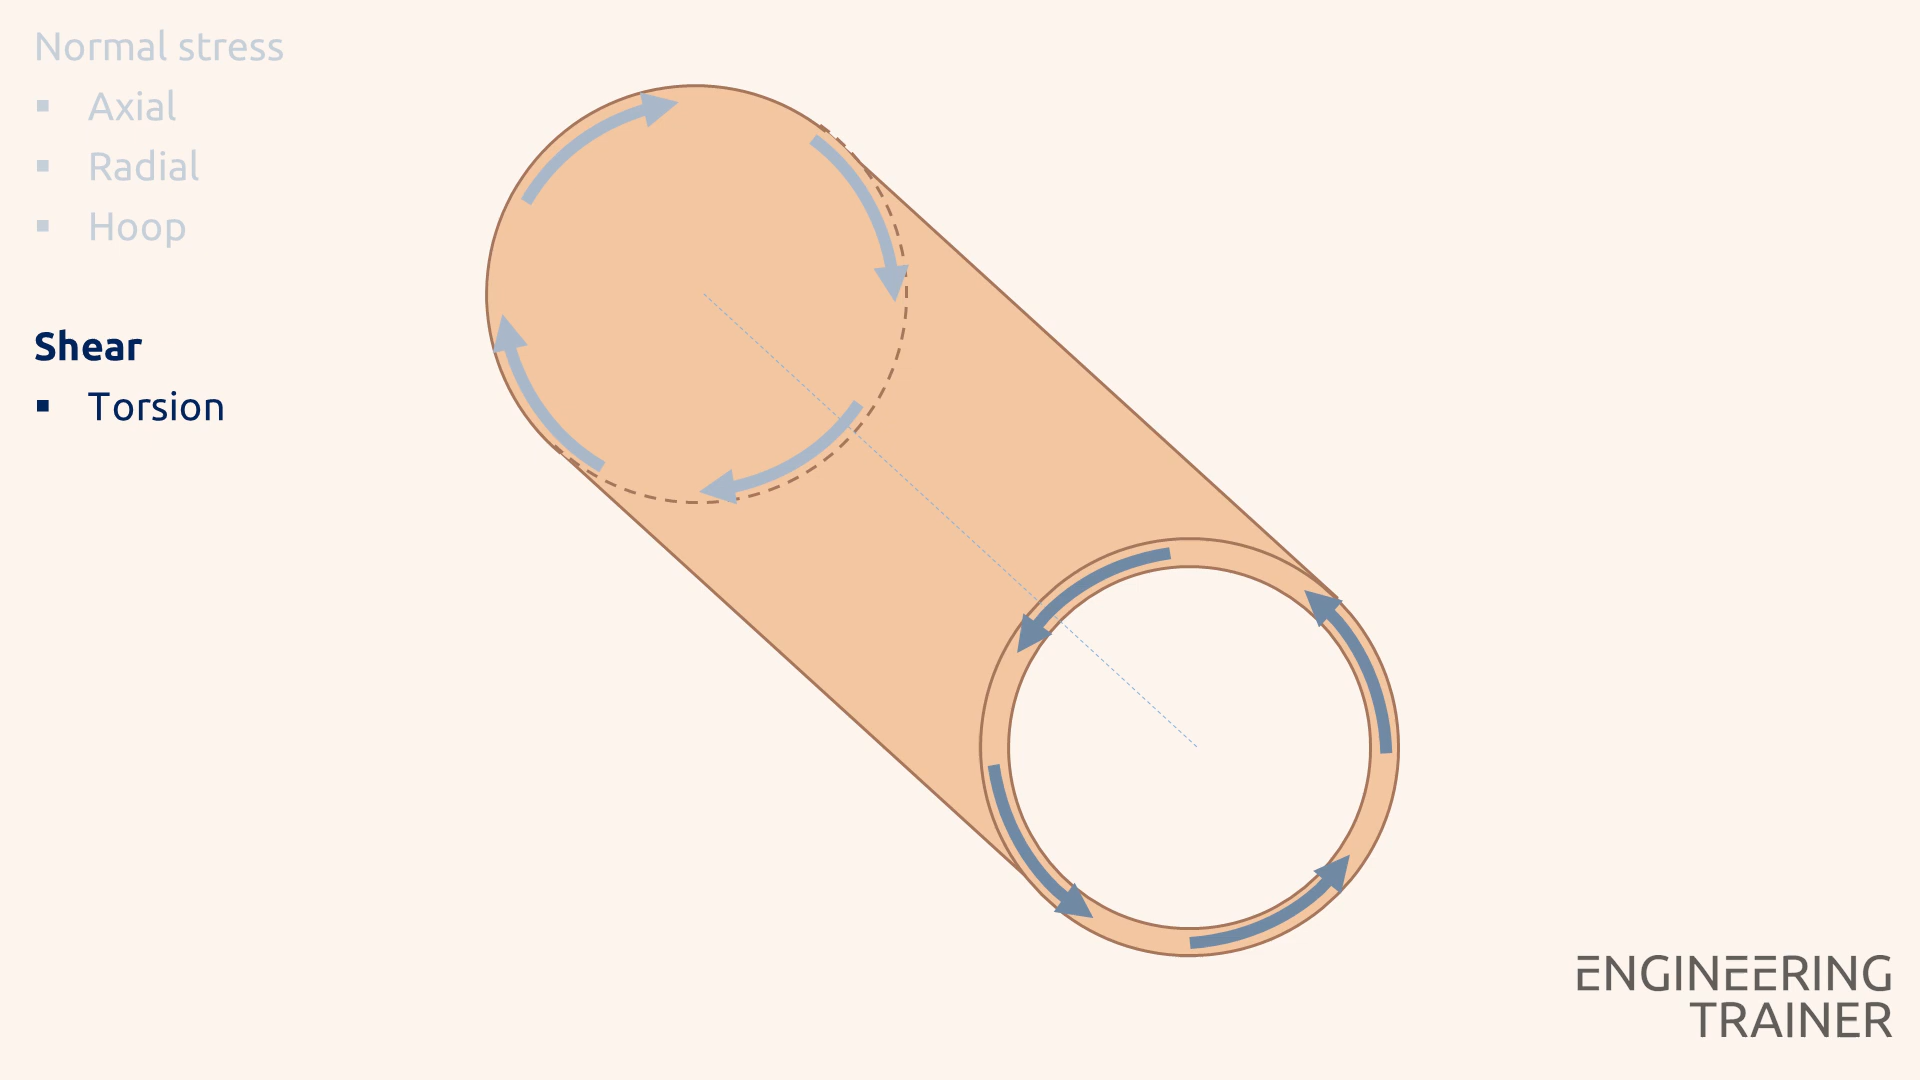 Normal stress
▪ Axial
▪ Radial
▪ Hoop
Shear
▪ Torsion
ENGINEERING
TRAINER